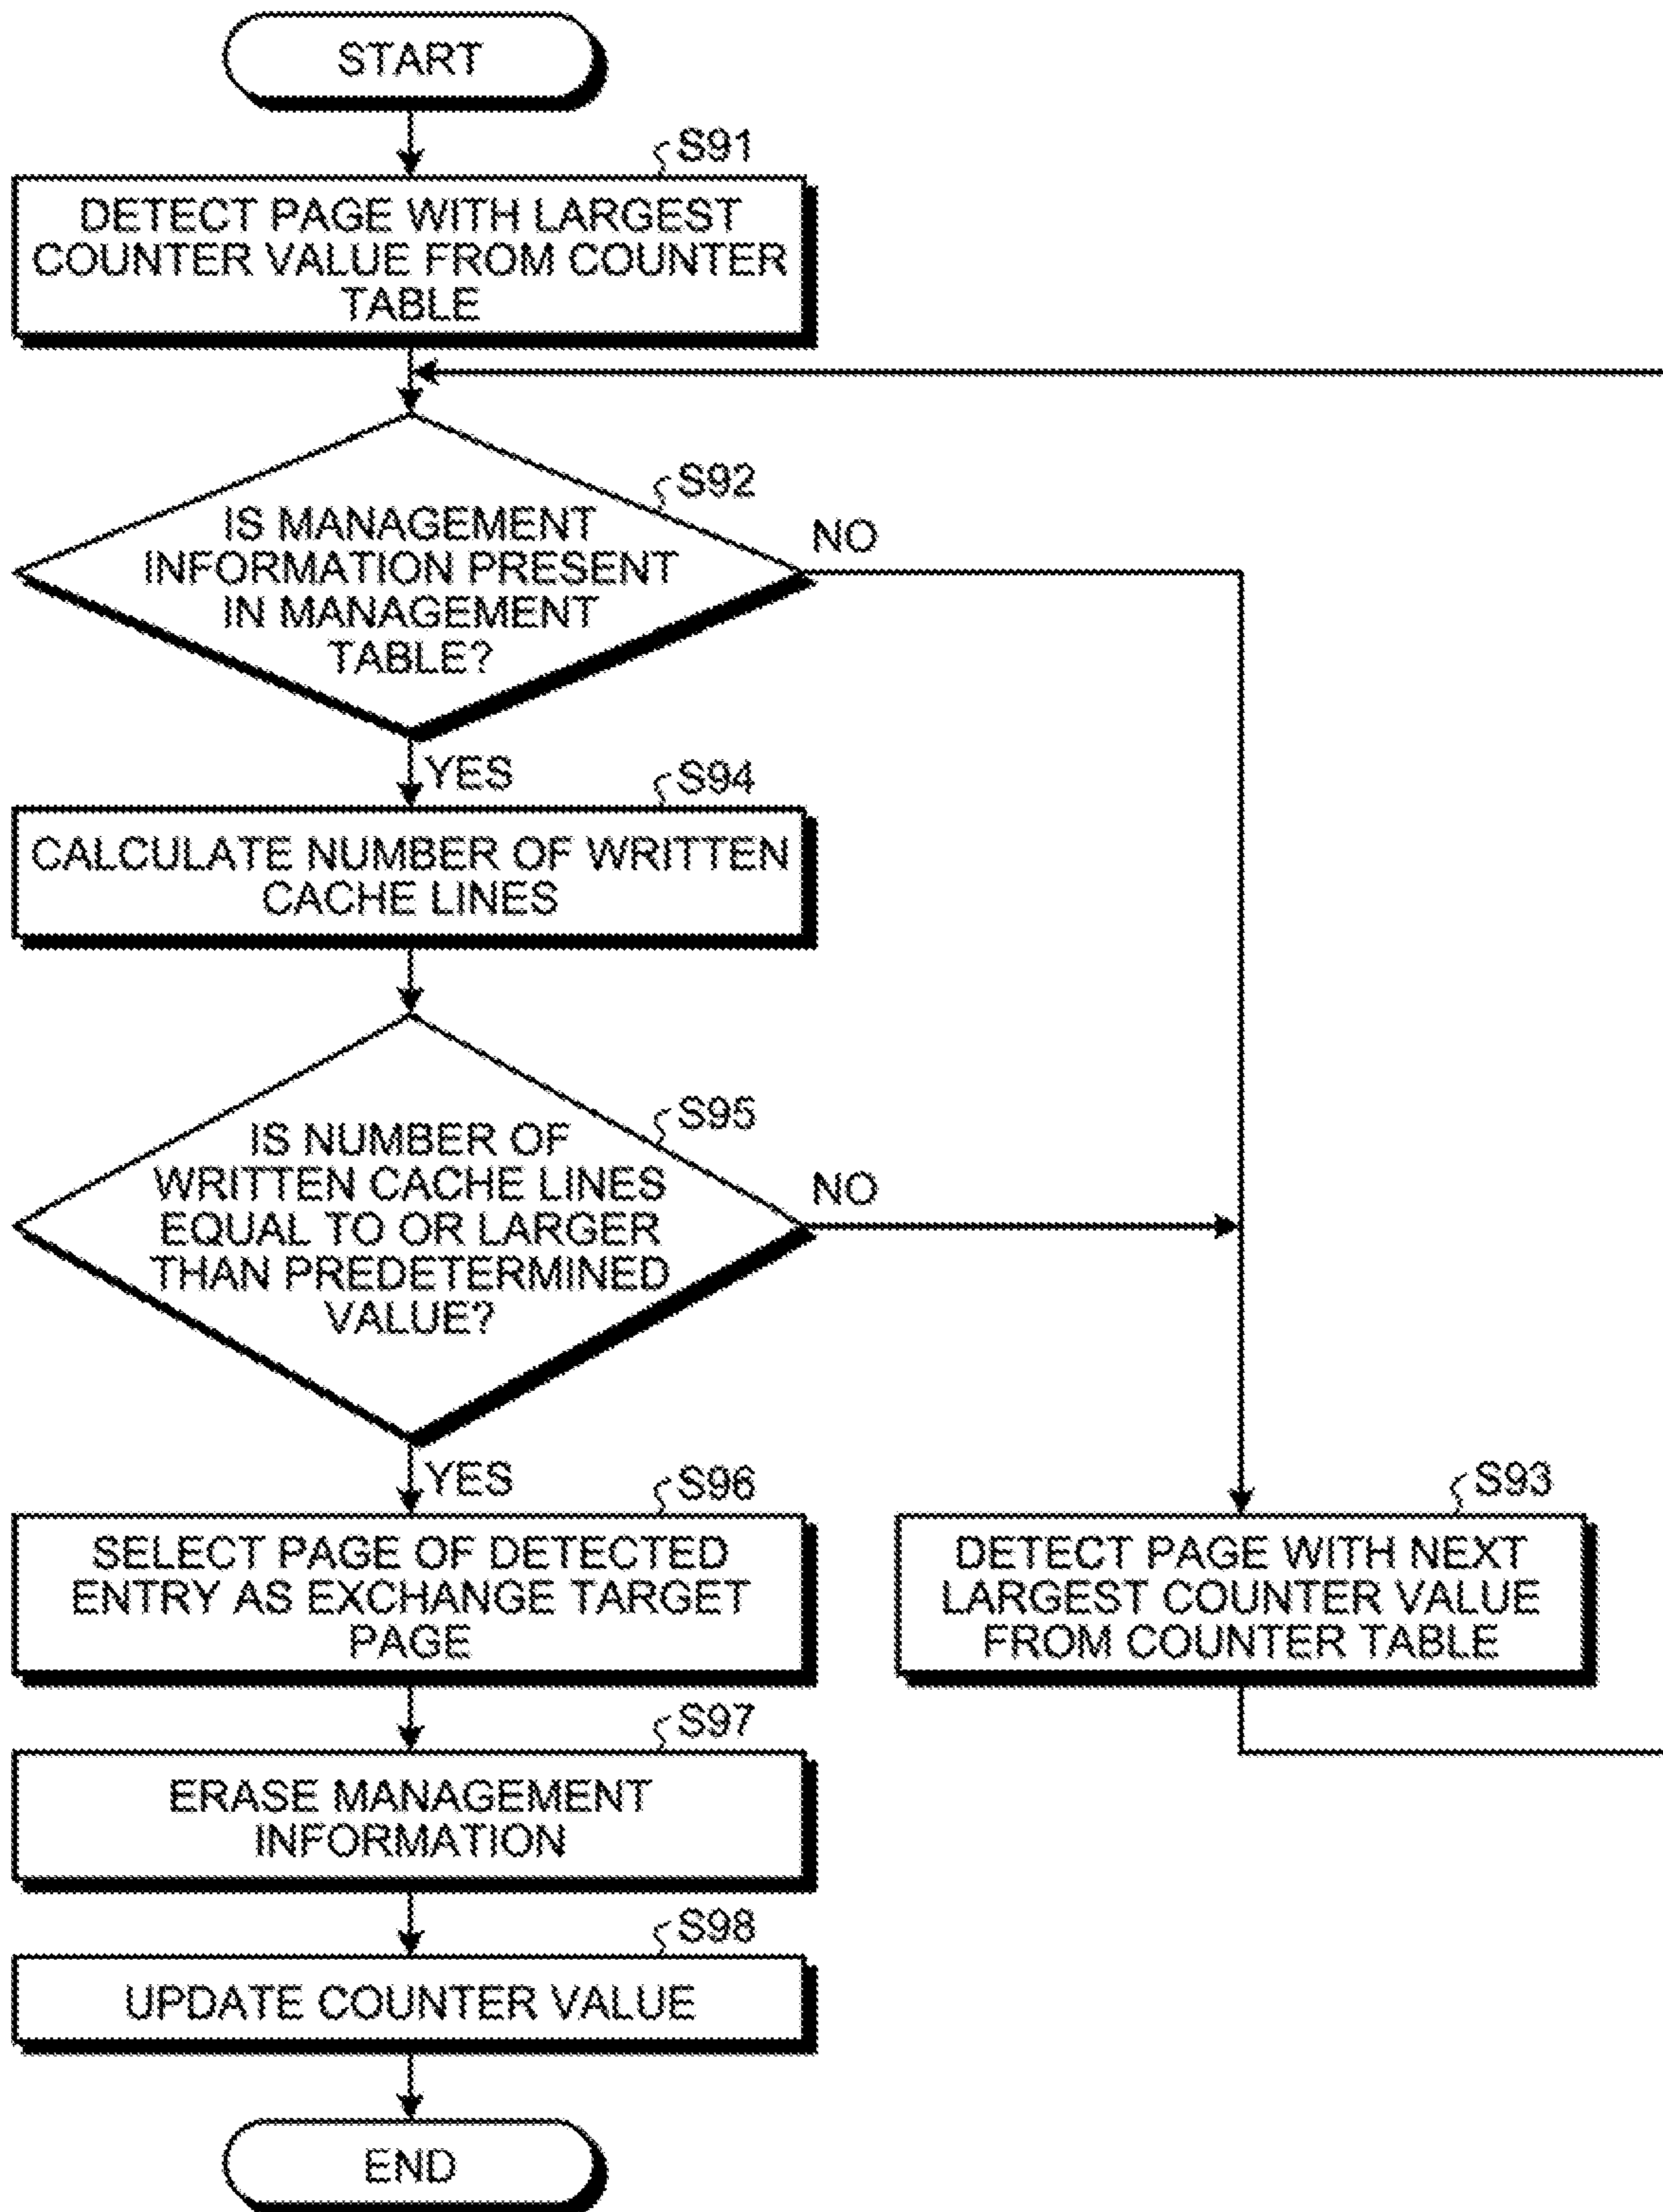 START
S91
DETECT PAGE WITH LARGEST
COUNTER VALUE FROM COUNTER
TABLE
S92
IS MANAGEMENT
INFORMATION PRESENT
IN MANAGEMENT
TABLE?
NO
YES
S94
CALCULATE NUMBER OF WRITTEN
CACHE LINES
S95
IS NUMBER OF
WRITTEN CACHE LINES
EQUAL TO OR LARGER
THAN PREDETERMINED
VALUE?
NO
YES
S96
SELECT PAGE OF DETECTED
ENTRY AS EXCHANGE TARGET
PAGE
S93
DETECT PAGE WITH NEXT
LARGEST COUNTER VALUE
FROM COUNTER TABLE
S97
ERASE MANAGEMENT
INFORMATION
S98
UPDATE COUNTER VALUE
END